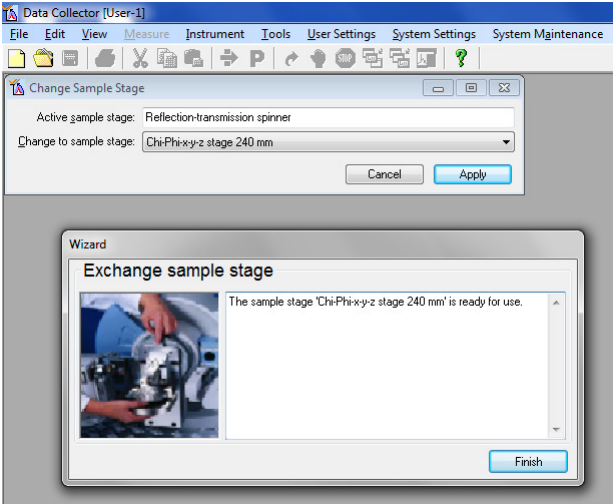 Data Collector [User-1]
File Edit View Measure Instrument Tools User Settings System Settings System Maintenance
Change Sample Stage
Active sample stage: Reflection-transmission spinner
Change to sample stage: Chi-Phi-x-y-z stage 240 mm
Cancel Apply
Wizard
Exchange sample stage
The sample stage 'Chi-Phi-x-y-z stage 240 mm' is ready for use.
Finish